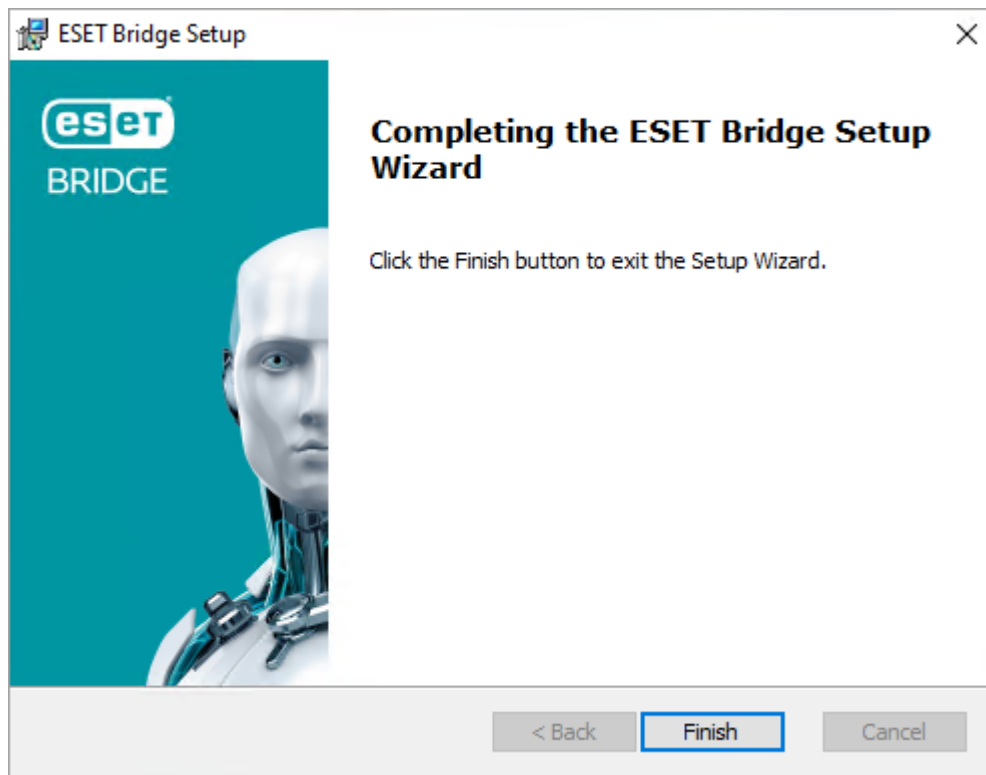 ESET Bridge Setup
eseT
BRIDGE
Completing the ESET Bridge Setup
Wizard
Click the Finish button to exit the Setup Wizard.
< Back
Finish
Cancel